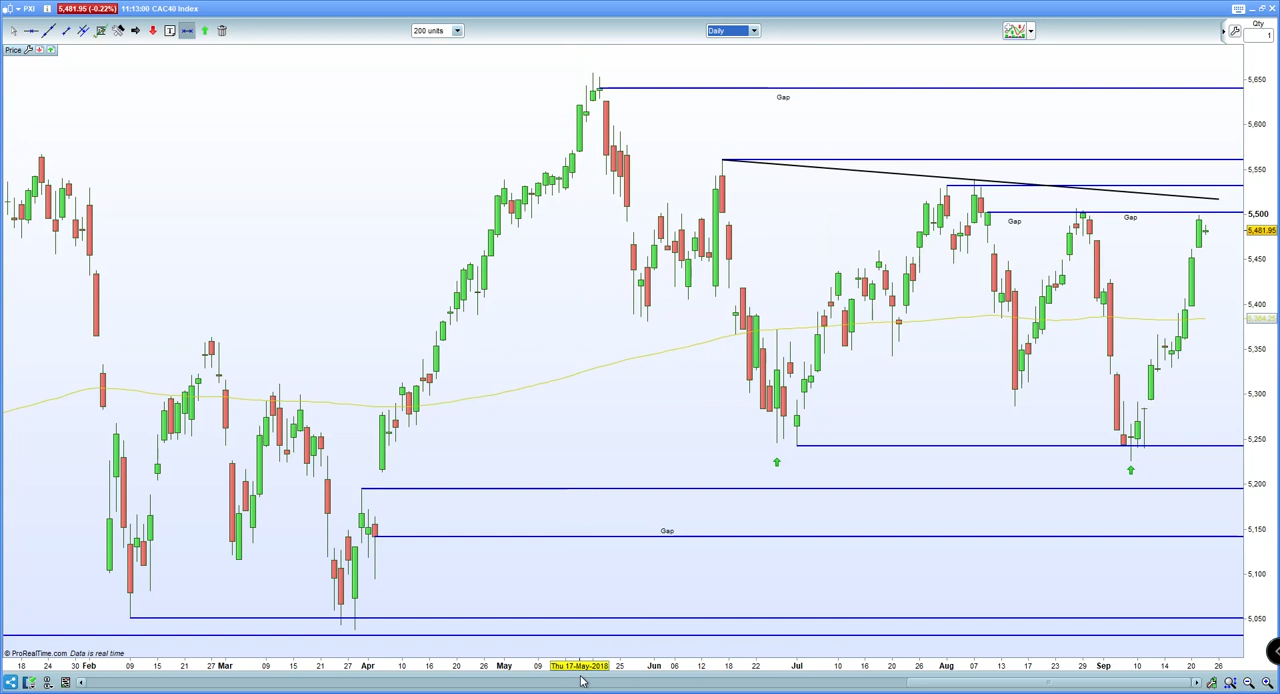 PXI 5,481.95 (-0.22%) 11:13:00 CAC40 Index
200 units Daily Qty
1
Price
5,650
Gap
5,600
5,550
5,500
Gap Gap
5,481.95
5,450
5,400
5,384.25
5,350
5,300
5,250
5,200
Gap
5,150
5,100
5,050
© ProRealTime.com Data is real time
18 24 30 Feb 09 15 21 27 Mar 09 15 21 27 Apr 10 16 20 26 May 09 Thu 17-May-2018 25 Jun 06 12 18 22 Jul 10 16 20 26 Aug 07 13 17 23 29 Sep 10 14 20 26